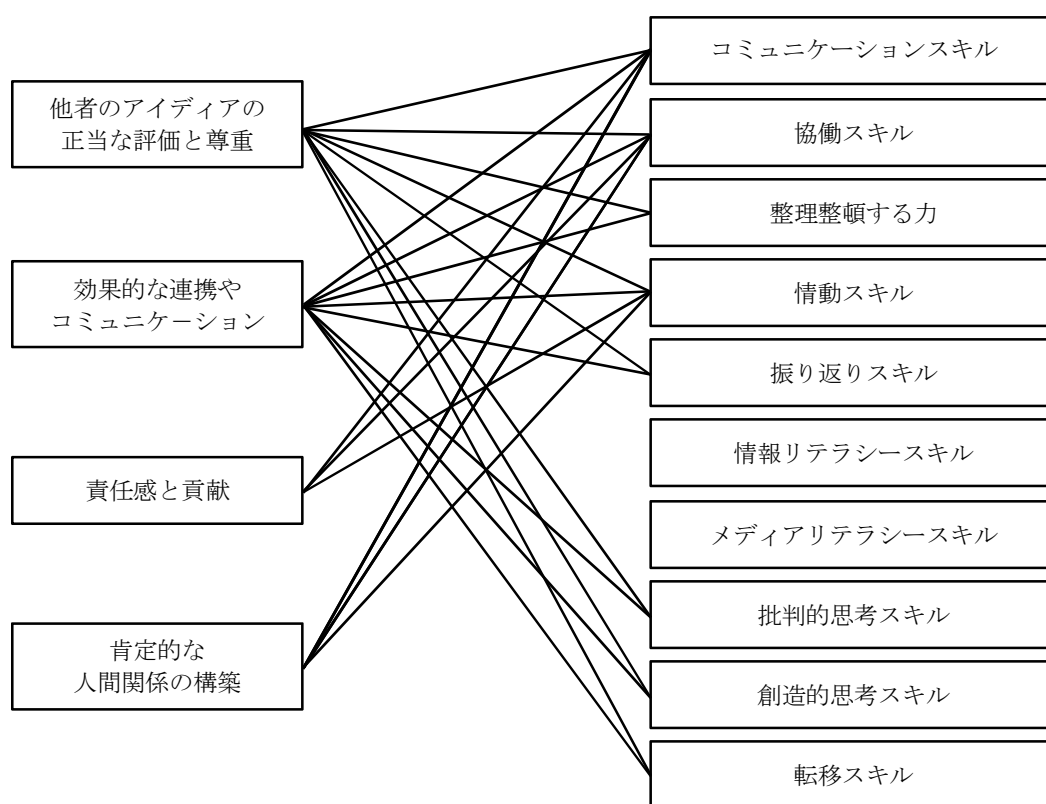 他者のアイディアの
正当な評価と尊重
効果的な連携や
コミュニケーション
責任感と貢献
肯定的な
人間関係の構築
コミュニケーションスキル
協働スキル
整理整頓する力
情動スキル
振り返りスキル
情報リテラシースキル
メディアリテラシースキル
批判的思考スキル
創造的思考スキル
転移スキル